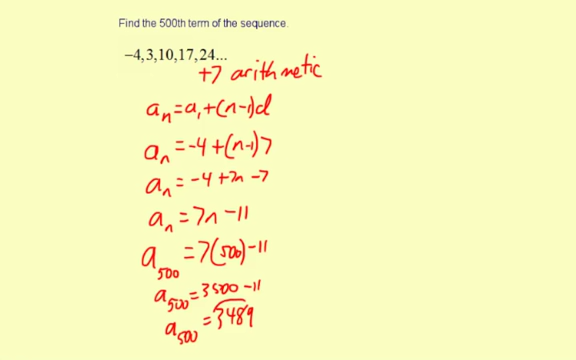 Find the 500th term of the sequence.
−4,3,10,17,24...
+7 arithmetic
aₙ = a₁ + (n-1)d
aₙ = -4 + (n-1)7
aₙ = -4 + 7n - 7
aₙ = 7n - 11
a₅₀₀ = 7(500) - 11
a₅₀₀ = 3500 - 11
a₅₀₀ = 3489